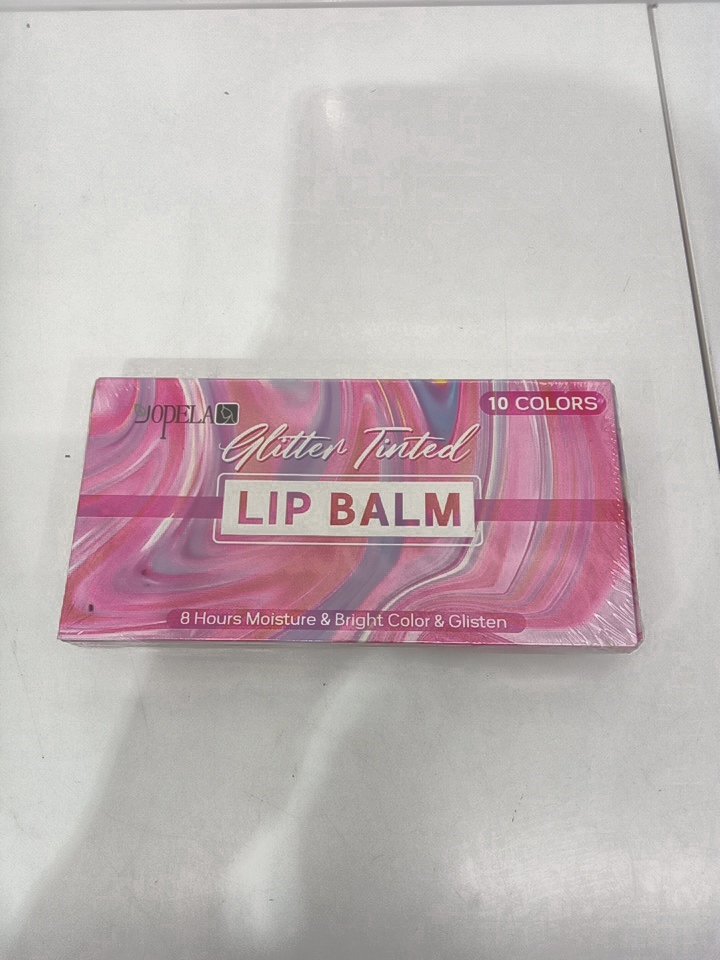 JOPELA
10 COLORS
Glitter Tinted
LIP BALM
8 Hours Moisture & Bright Color & Glisten